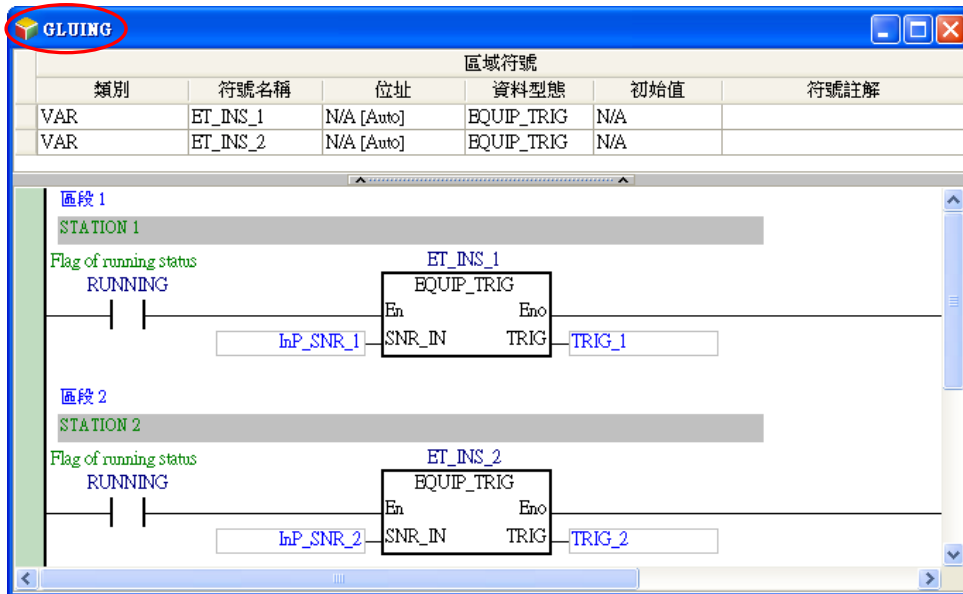 GLUING
區域符號
類別 符號名稱 位址 資料型態 初始值 符號註解
VAR ET_INS_1 N/A [Auto] EQUIP_TRIG N/A
VAR ET_INS_2 N/A [Auto] EQUIP_TRIG N/A
區段 1
STATION 1
Flag of running status
RUNNING
ET_INS_1
EQUIP_TRIG
En Eno
InP_SNR_1 SNR_IN TRIG TRIG_1
區段 2
STATION 2
Flag of running status
RUNNING
ET_INS_2
EQUIP_TRIG
En Eno
InP_SNR_2 SNR_IN TRIG TRIG_2